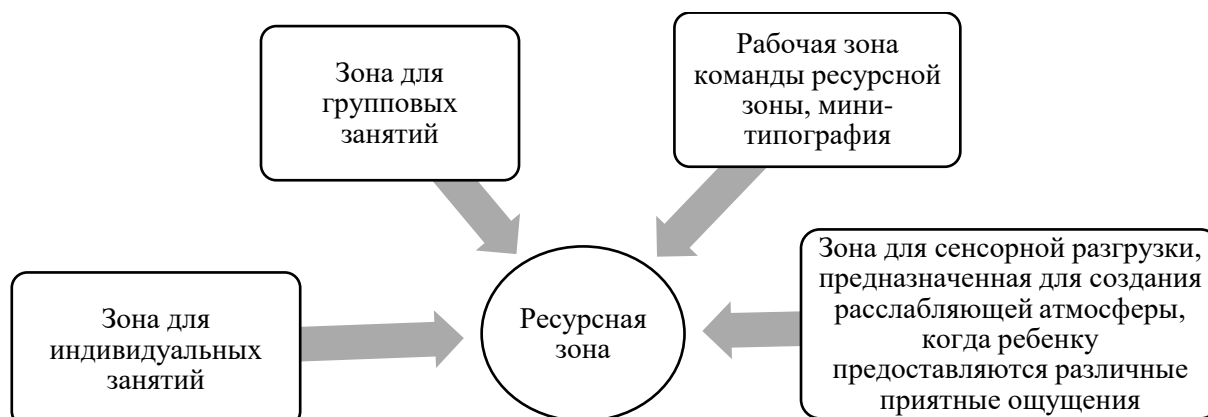 Зона для
групповых
занятий
Рабочая зона
команды ресурсной
зоны, мини-
типография
Зона для
индивидуальных
занятий
Ресурсная
зона
Зона для сенсорной разгрузки,
предназначенная для создания
расслабляющей атмосферы,
когда ребенку
предоставляются различные
приятные ощущения